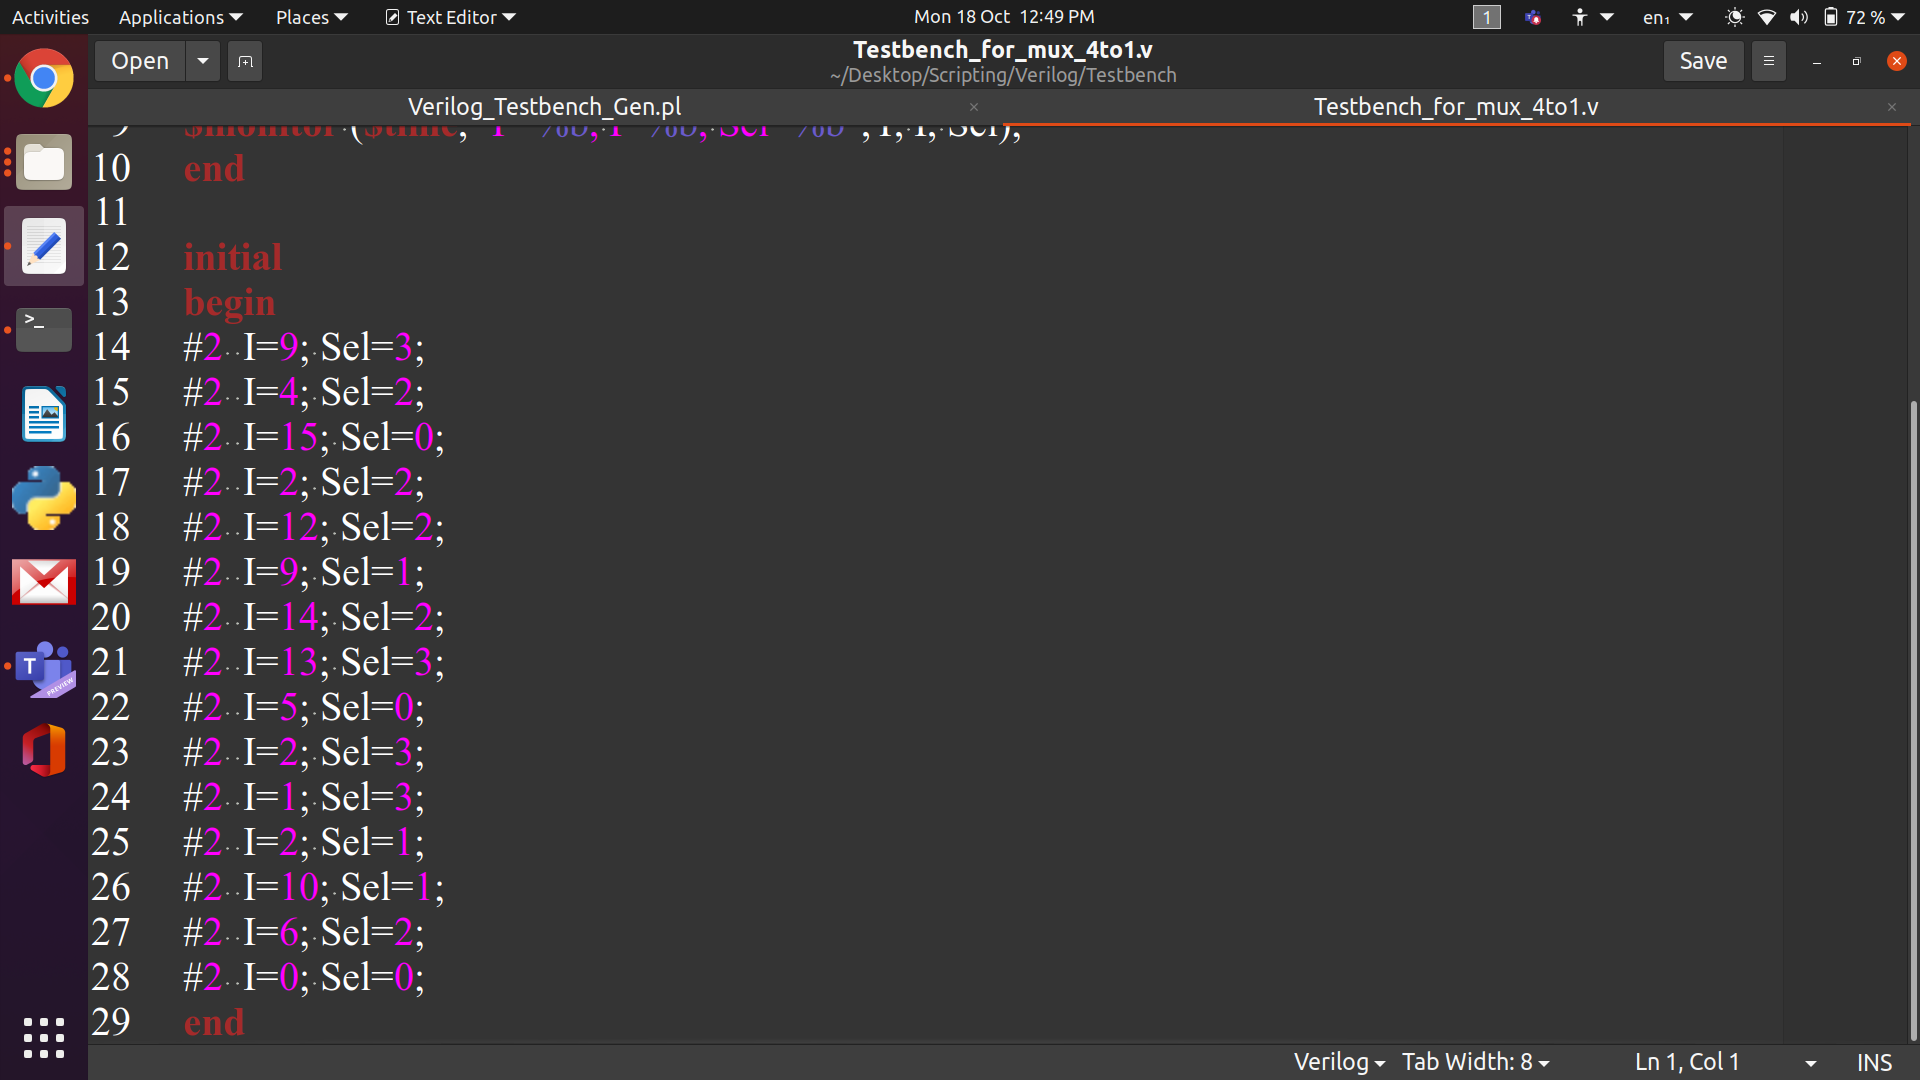 Activities Applications Places Text Editor Mon 18 Oct 12:49 PM 1 en₁ 72 %
Open Testbench_for_mux_4to1.v Save
~/Desktop/Scripting/Verilog/Testbench
Verilog_Testbench_Gen.pl × Testbench_for_mux_4to1.v ×
10 end
11
12 initial
13 begin
14 #2 I=9; Sel=3;
15 #2 I=4; Sel=2;
16 #2 I=15; Sel=0;
17 #2 I=2; Sel=2;
18 #2 I=12; Sel=2;
19 #2 I=9; Sel=1;
20 #2 I=14; Sel=2;
21 #2 I=13; Sel=3;
22 #2 I=5; Sel=0;
23 #2 I=2; Sel=3;
24 #2 I=1; Sel=3;
25 #2 I=2; Sel=1;
26 #2 I=10; Sel=1;
27 #2 I=6; Sel=2;
28 #2 I=0; Sel=0;
29 end
Verilog Tab Width: 8 Ln 1, Col 1 INS